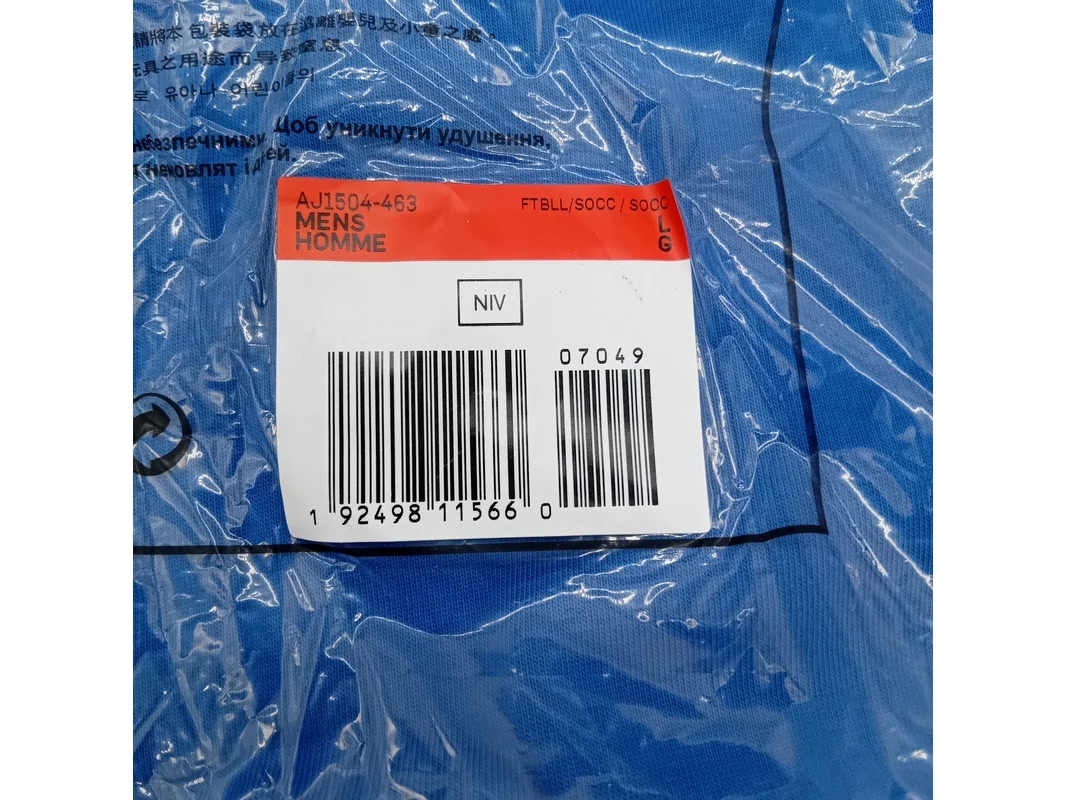 請將本包裝袋放在遠離嬰兒及小童之處。
玩具之用途而导致窒息
로 유아나 어린이들의
небезпечними. Щоб уникнути удушення,
немовлят і дітей.
AJ1504-463
FTBLL/SOCC / SOCC
MENS
HOMME
L
G
NIV
07049
1 92498 11566 0